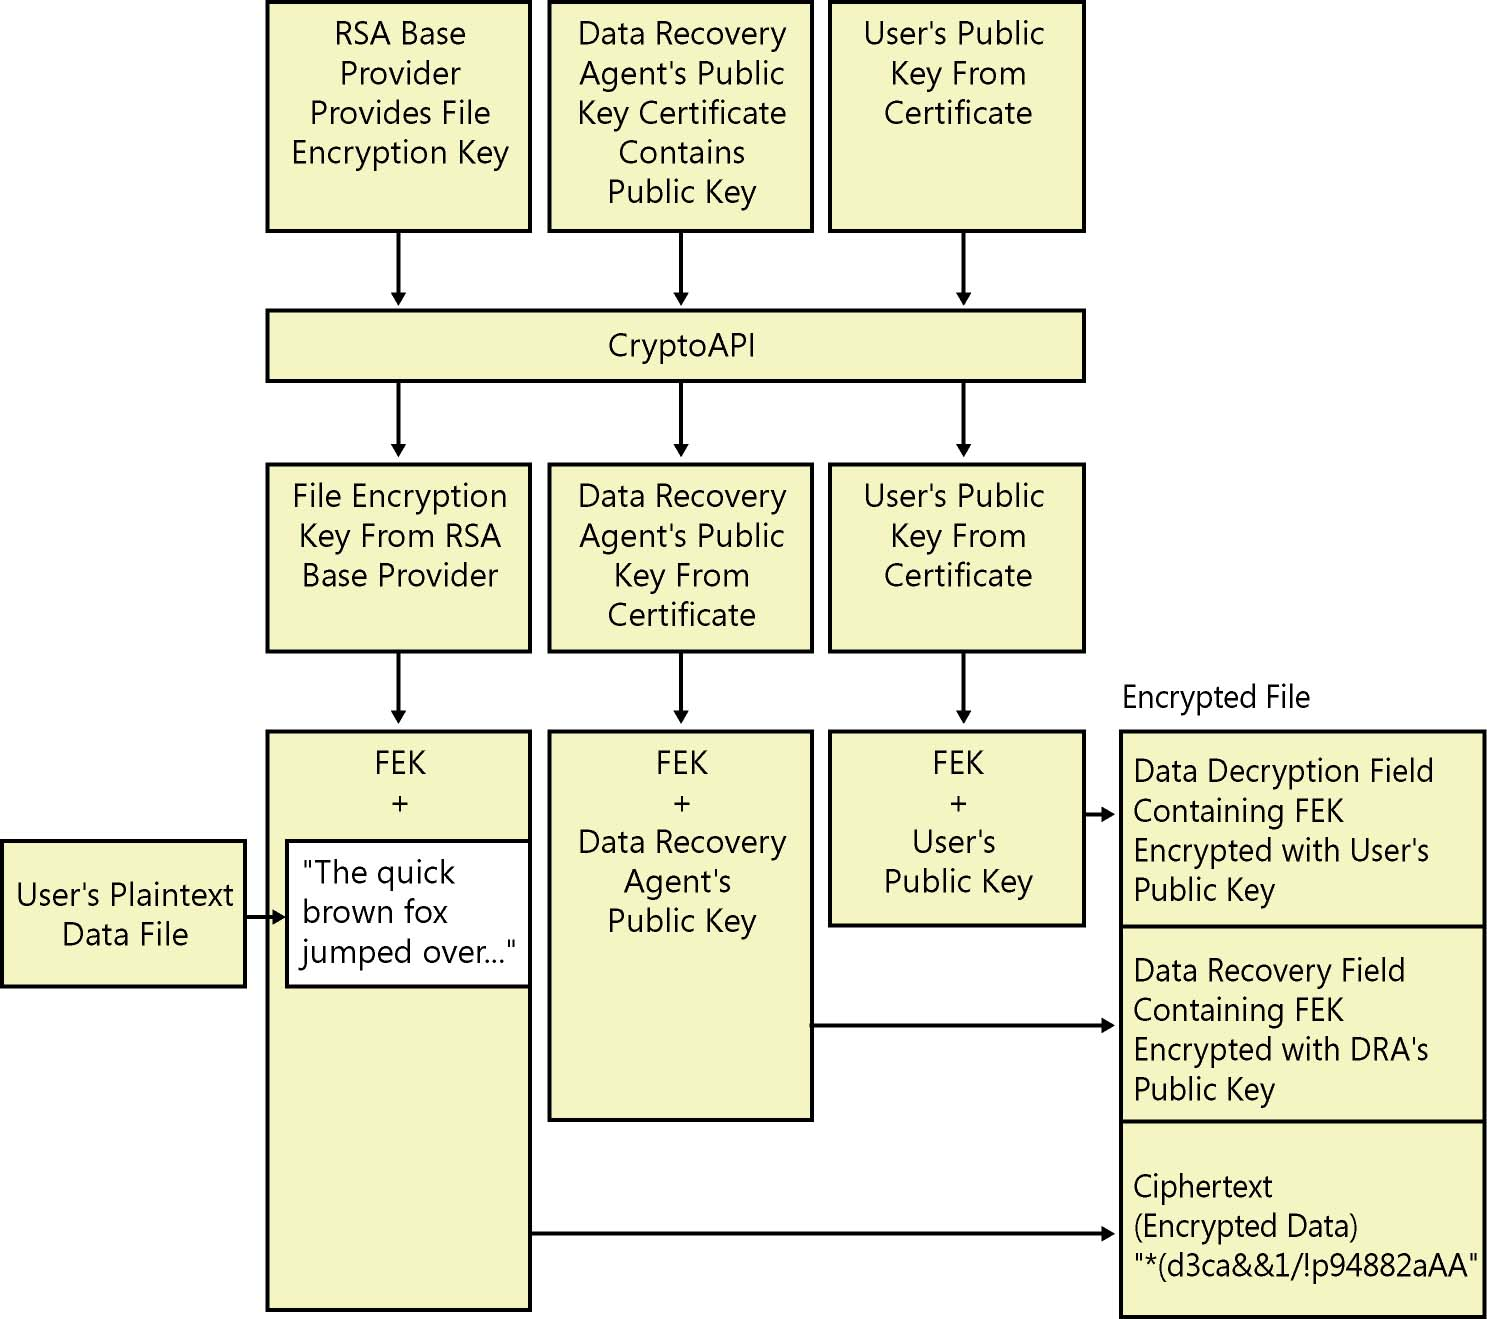 RSA Base
Provider
Provides File
Encryption Key
Data Recovery
Agent's Public
Key Certificate
Contains
Public Key
User's Public
Key From
Certificate
CryptoAPI
File Encryption
Key From RSA
Base Provider
Data Recovery
Agent's Public
Key From
Certificate
User's Public
Key From
Certificate
User's Plaintext
Data File
FEK
+
"The quick
brown fox
jumped over..."
FEK
+
Data Recovery
Agent's
Public Key
FEK
+
User's
Public Key
Encrypted File
Data Decryption Field
Containing FEK
Encrypted with User's
Public Key
Data Recovery Field
Containing FEK
Encrypted with DRA's
Public Key
Ciphertext
(Encrypted Data)
"*(d3ca&&1/!p94882aAA"